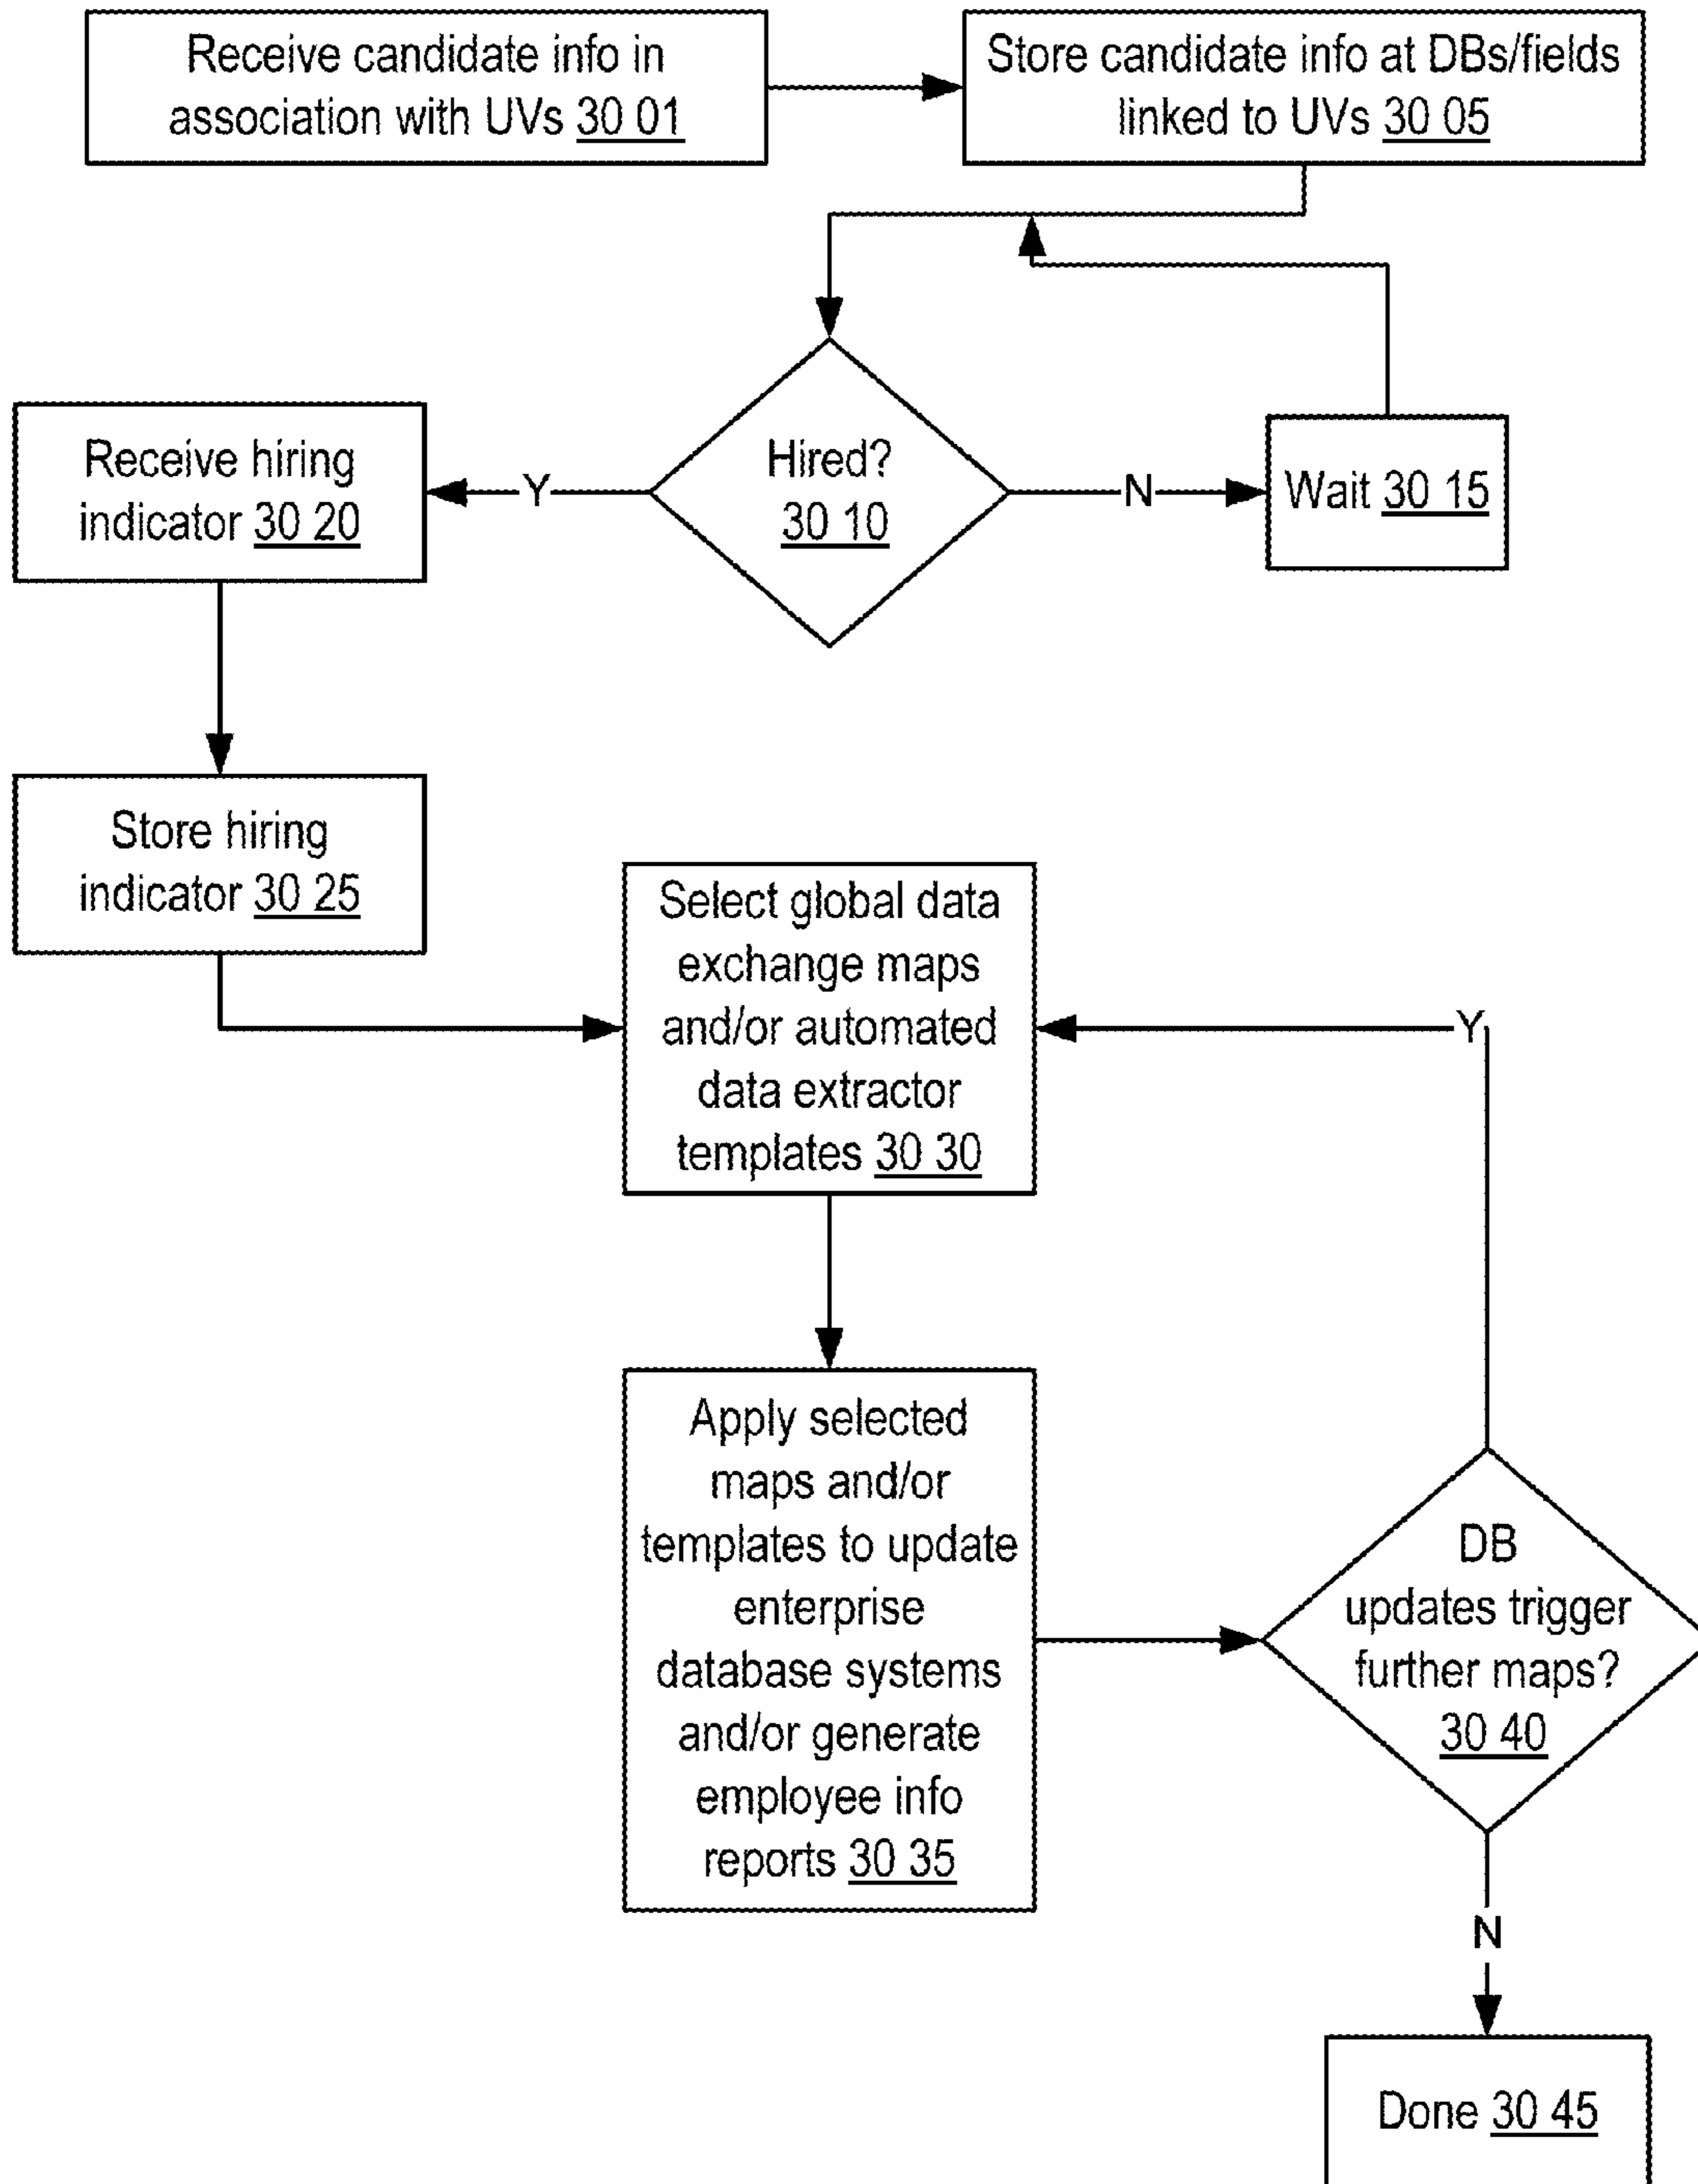 Receive candidate info in
association with UVs 30 01
Store candidate info at DBs/fields
linked to UVs 30 05
Hired?
30 10
Y
N
Wait 30 15
Receive hiring
indicator 30 20
Store hiring
indicator 30 25
Select global data
exchange maps
and/or automated
data extractor
templates 30 30
Y
Apply selected
maps and/or
templates to update
enterprise
database systems
and/or generate
employee info
reports 30 35
DB
updates trigger
further maps?
30 40
N
Done 30 45